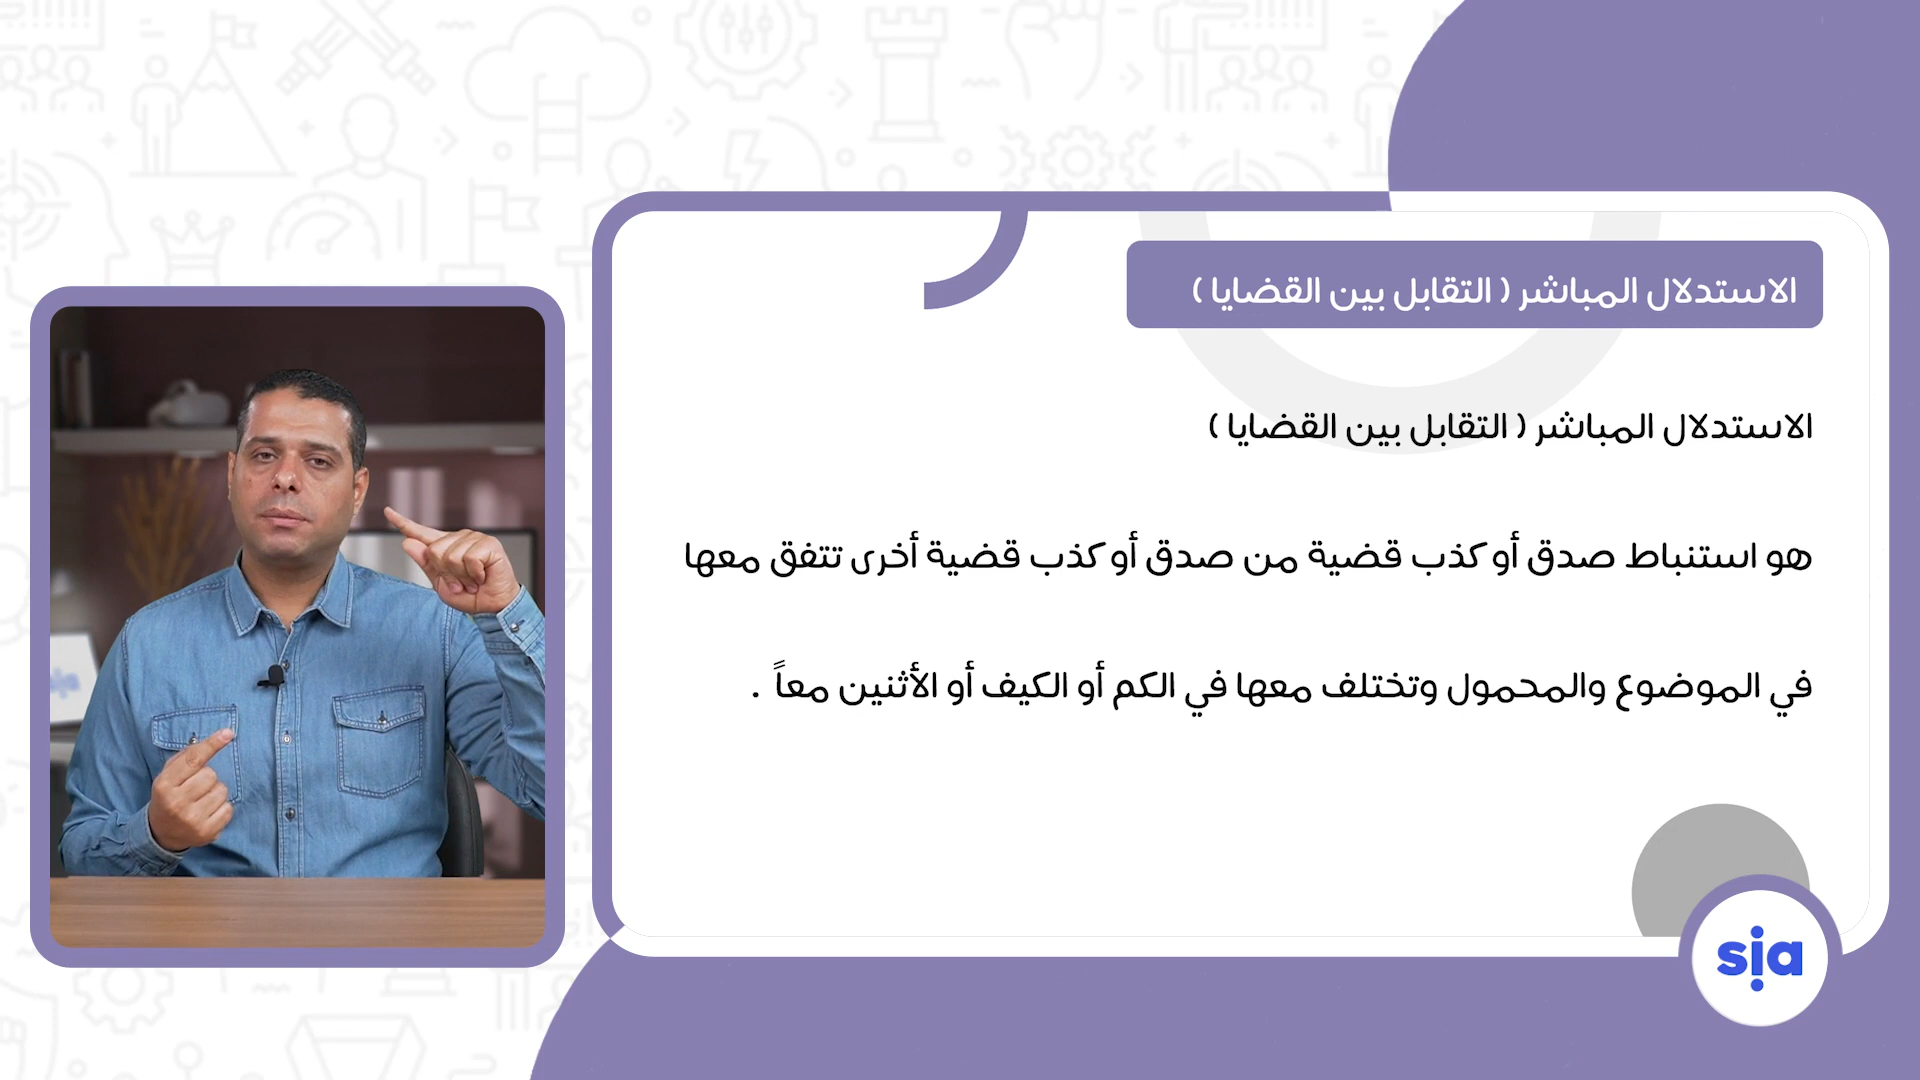 الاستدلال المباشر ( التقابل بين القضايا )
الاستدلال المباشر ( التقابل بين القضايا )
هو استنباط صدق أو كذب قضية من صدق أو كذب قضية أخرى تتفق معها
في الموضوع والمحمول وتختلف معها في الكم أو الكيف أو الأثنين معاً .
sia
sia